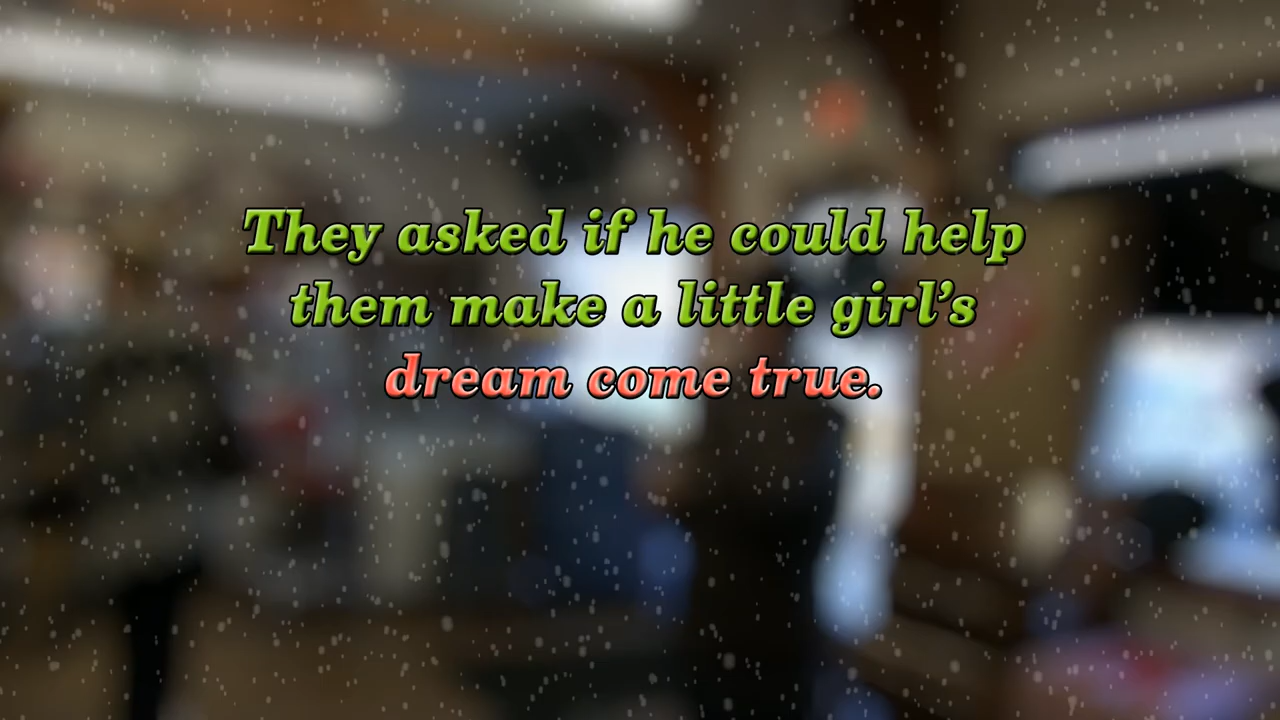 They asked if he could help
them make a little girl’s
dream come true.